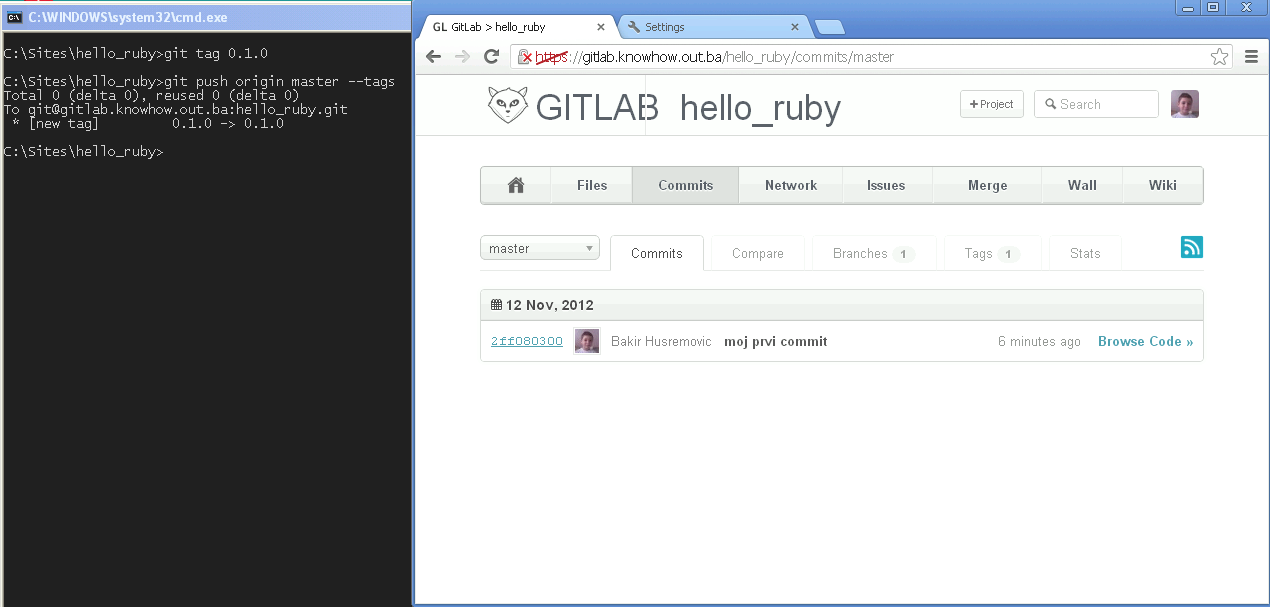 C:\WINDOWS\system32\cmd.exe
C:\Sites\hello_ruby>git tag 0.1.0
C:\Sites\hello_ruby>git push origin master --tags
Total 0 (delta 0), reused 0 (delta 0)
To git@gitlab.knowhow.out.ba:hello_ruby.git
 * [new tag]         0.1.0 -> 0.1.0
C:\Sites\hello_ruby>
GL GitLab > hello_ruby
Settings
https://gitlab.knowhow.out.ba/hello_ruby/commits/master
GITLAB hello_ruby
+Project
Search
Files Commits Network Issues Merge Wall Wiki
master Commits Compare Branches 1 Tags 1 Stats
12 Nov, 2012
2ff080300 Bakir Husremovic moj prvi commit 6 minutes ago Browse Code »